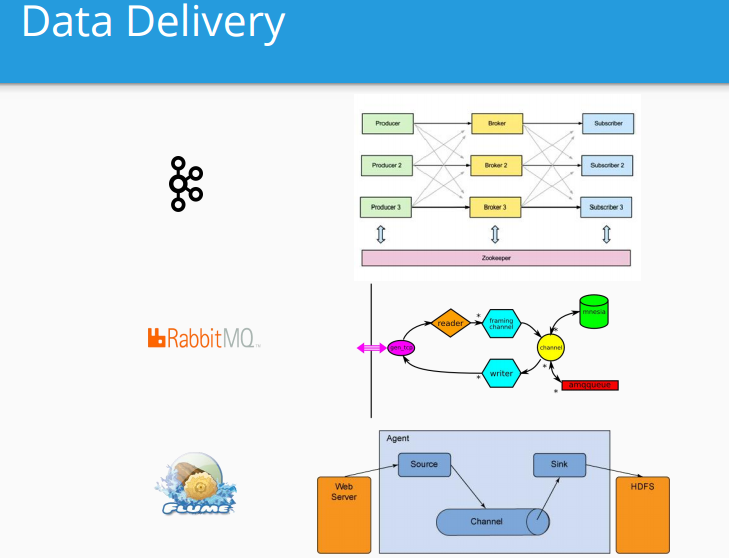 Data Delivery
Producer
Broker
Subscriber
Producer 2
Broker 2
Subscriber 2
Producer 3
Broker 3
Subscriber 3
Zookeeper
RabbitMQ
reader
*
framing
channel
mnesia
*
gen_tcp
channel
*
*
writer
*
amqqueue
FLUME
Agent
Source
Sink
Web
Server
HDFS
Channel